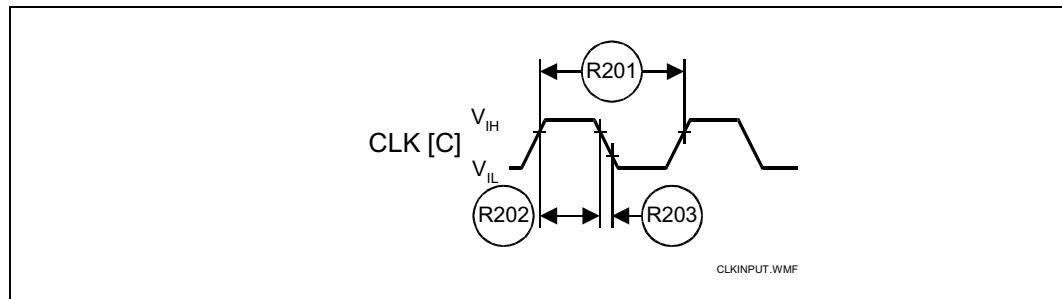 R201
V_IH
CLK [C]
V_IL
R202
R203
CLKINPUT.WMF